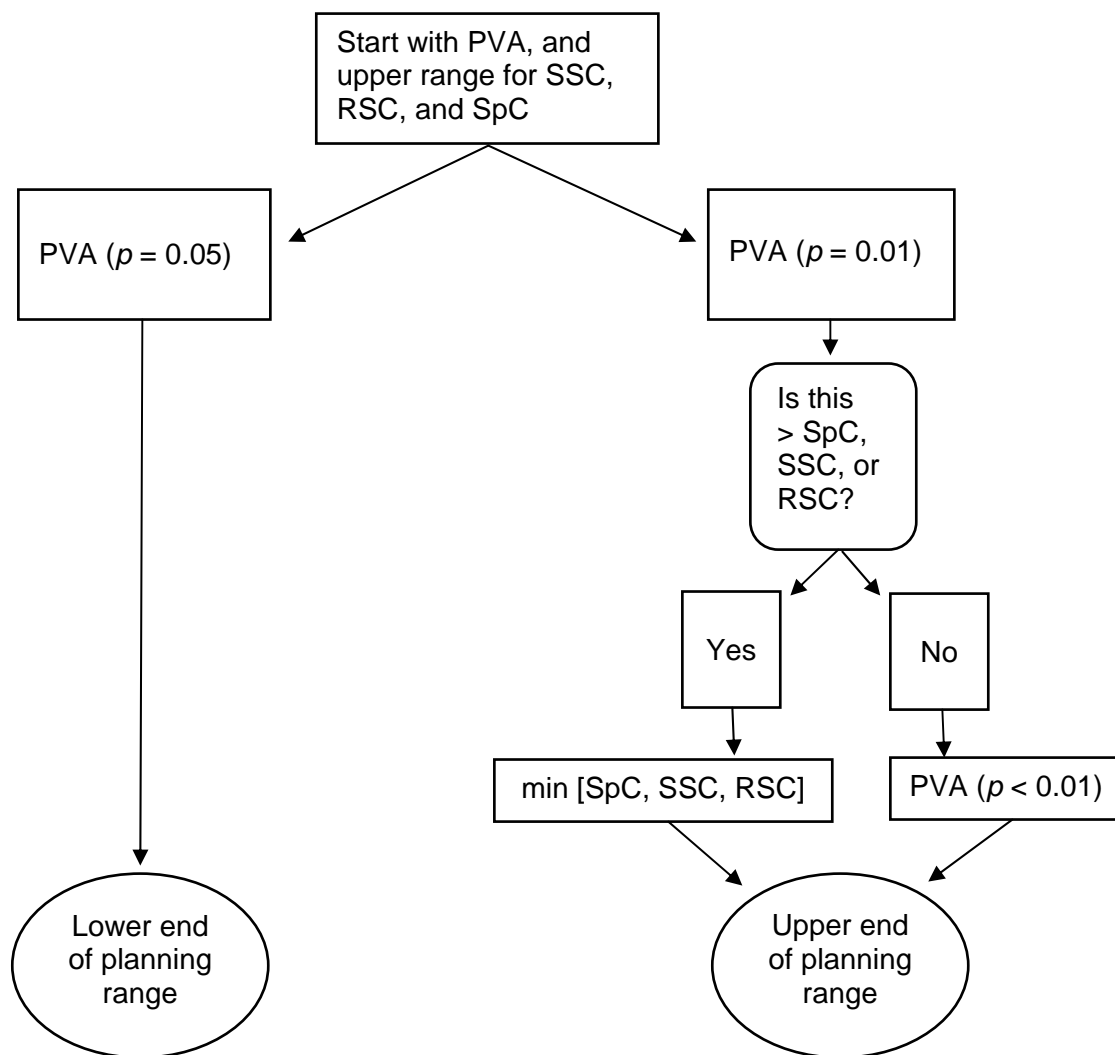 Start with PVA, and
upper range for SSC,
RSC, and SpC
PVA (p = 0.05)
PVA (p = 0.01)
Is this
> SpC,
SSC, or
RSC?
Yes
No
min [SpC, SSC, RSC]
PVA (p < 0.01)
Lower end
of planning
range
Upper end
of planning
range